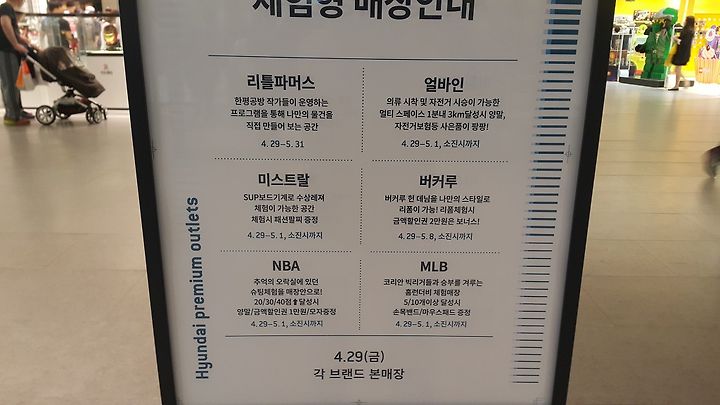 체험형 매장안내
리틀파머스
한평공방 작가들이 운영하는
프로그램을 통해 나만의 물건을
직접 만들어 보는 공간
4. 29–5. 31
얼바인
의류 시착 및 자전거 시승이 가능한
멀티 스페이스 1분내 3km달성시 양말,
자전거보험등 사은품이 팡팡!
4. 29–5. 1, 소진시까지
미스트랄
SUP보드기계로 수상레져
체험이 가능한 공간
체험시 패션팔찌 증정
4. 29–5. 1, 소진시까지
버커루
버커루 헌 데님을 나만의 스타일로
리폼이 가능! 리폼체험시
금액할인권 2만원은 보너스!
4. 29–5. 8, 소진시까지
NBA
추억의 오락실에 있던
슈팅체험을 매장안으로!
20/30/40점⬆달성시
양말/금액할인권 1만원/모자증정
4. 29–5. 1, 소진시까지
MLB
코리안 빅리거들과 승부를 겨루는
홈런더비 체험매장
5/10개이상 달성시
손목밴드/마우스패드 증정
4. 29–5. 1, 소진시까지
4. 29(금)
각 브랜드 본매장
Hyundai premium outlets